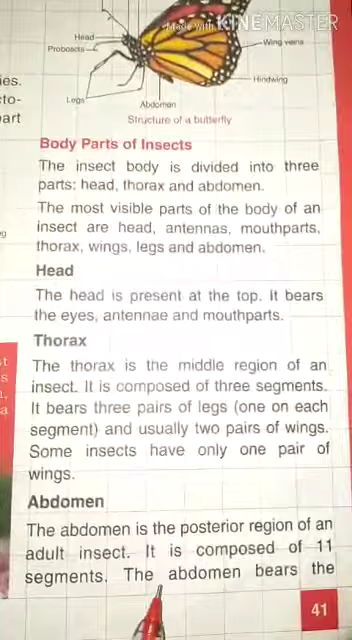 Made with KINEMASTER
Head
Proboscis
Wing veins
Hindwing
Legs
Abdomen
Structure of a butterfly
ies.
cto-
part
Body Parts of Insects
The insect body is divided into three
parts: head, thorax and abdomen.
The most visible parts of the body of an
insect are head, antennas, mouthparts,
thorax, wings, legs and abdomen.
Head
The head is present at the top. It bears
the eyes, antennae and mouthparts.
Thorax
The thorax is the middle region of an
insect. It is composed of three segments.
It bears three pairs of legs (one on each
segment) and usually two pairs of wings.
Some insects have only one pair of
wings.
Abdomen
The abdomen is the posterior region of an
adult insect. It is composed of 11
segments. The abdomen bears the
41